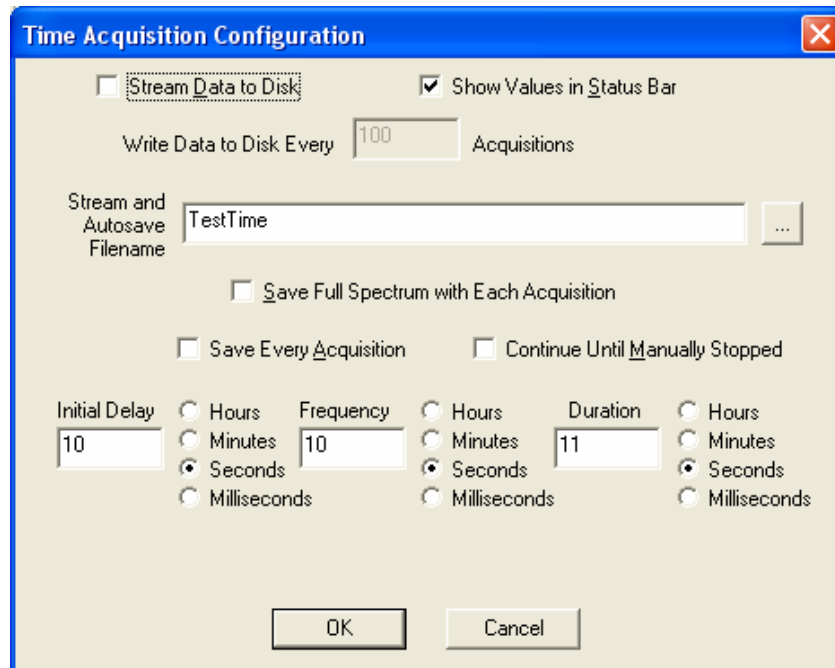 Time Acquisition Configuration
Stream Data to Disk
Show Values in Status Bar
Write Data to Disk Every 100 Acquisitions
Stream and
Autosave
Filename
TestTime
...
Save Full Spectrum with Each Acquisition
Save Every Acquisition
Continue Until Manually Stopped
Initial Delay
10
Hours
Minutes
Seconds
Milliseconds
Frequency
10
Hours
Minutes
Seconds
Milliseconds
Duration
11
Hours
Minutes
Seconds
Milliseconds
OK
Cancel